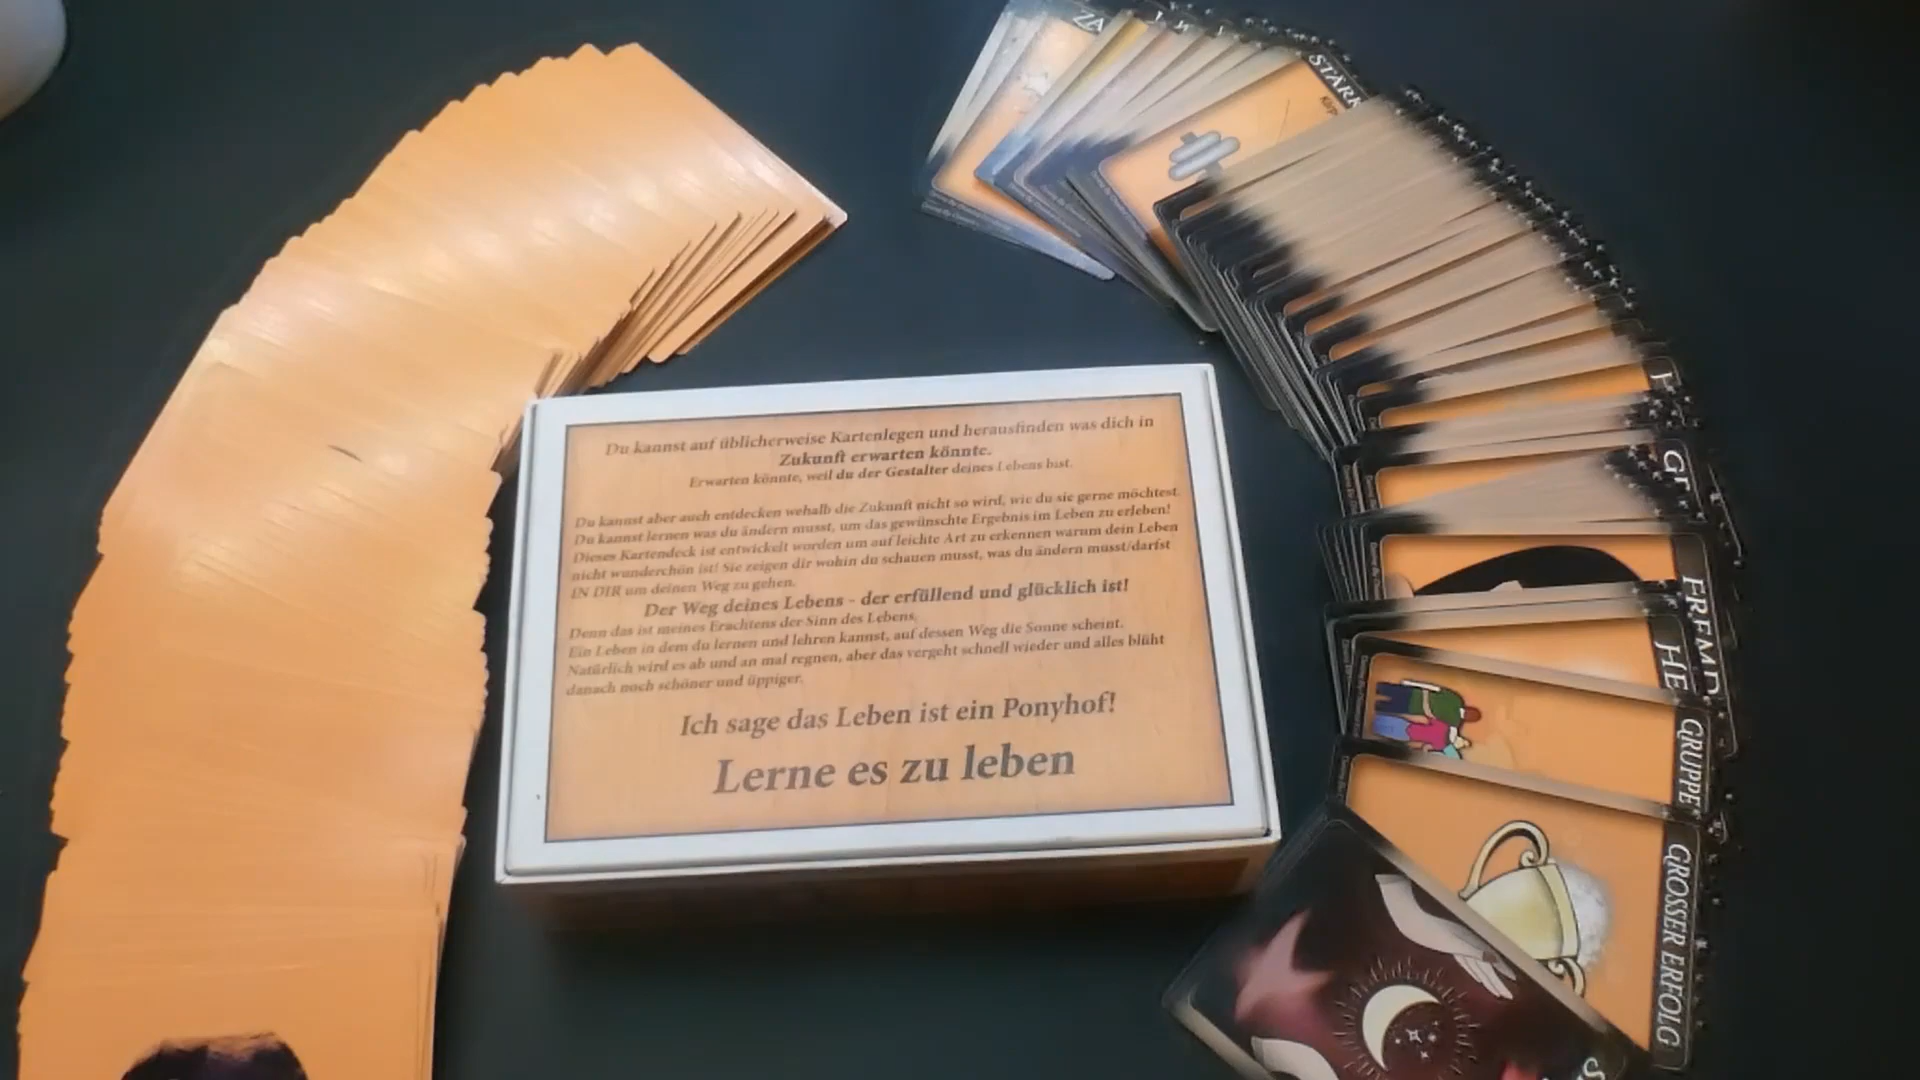 Du kannst auf üblicherweise Kartenlegen und herausfinden was dich in
Zukunft erwarten könnte.
Erwarten könnte, weil du der Gestalter deines Lebens bist.
Du kannst aber auch entdecken wehalb die Zukunft nicht so wird, wie du sie gerne möchtest.
Du kannst lernen was du ändern musst, um das gewünschte Ergebnis im Leben zu erleben!
Dieses Kartendeck ist entwickelt worden um auf leichte Art zu erkennen warum dein Leben
nicht wunderchön ist! Sie zeigen dir wohin du schauen musst, was du ändern musst/darfst
IN DIR um deinen Weg zu gehen.
Der Weg deines Lebens - der erfüllend und glücklich ist!
Denn das ist meines Erachtens der Sinn des Lebens,
Ein Leben in dem du lernen und lehren kannst, auf dessen Weg die Sonne scheint.
Natürlich wird es ab und an mal regnen, aber das vergeht schnell wieder und alles blüht
danach noch schöner und üppiger.
Ich sage das Leben ist ein Ponyhof!
Lerne es zu leben
ZA
STÄRK
Körp
GF
FREMD
HE
GRUPPE
GROSSER ERFOLG